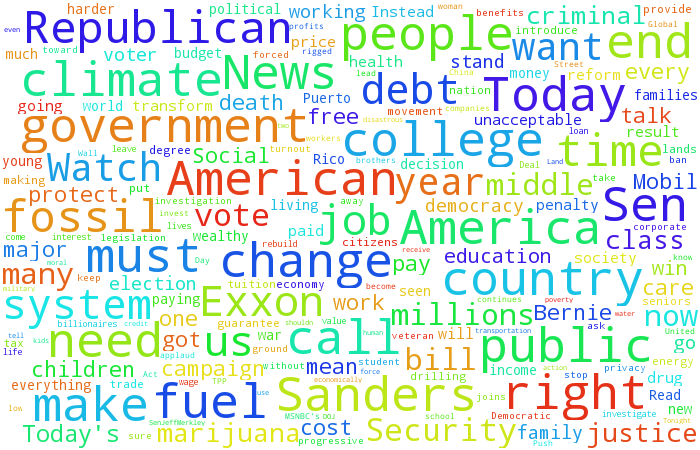 harder political working Instead criminal provide Global even profits woman benefits
Republican people want end
much voter budget price health stand introduce every reform Street rigged forced
climate News debt Today money families
going world transform death Puerto lead nation China companies
government free movement unacceptable talk
disastrous college time result lands
young Wall leave two workers turnout loan Land ban
Watch degree Social Rico decision brothers Deal take Mobil
making put American year middle Sen
protect investigation invest living away democracy penalty
fossil lives vote job America corporate class
come interest legislation wealthy paid citizens rebuild receive
major Day must change pay education society win
many election tuition economy seen become country care
moral keep continues know seniors
military paying guarantee value millions poverty Bernie now
system Exxon work veteran will water ask United
billionaires credit one war human transportation go
tell need got us call public
tax life kids applaud without ground student bill income action privacy energy
children Act campaign mean drilling stop drug
everything trade wage TPP economically force use joins Read
low make fuel Sanders right new
SenJeffMerkley MSNBC's DOJ school Democratic investigate Tonight
Today's sure marijuana cost progressive Security Push family justice
shouldn